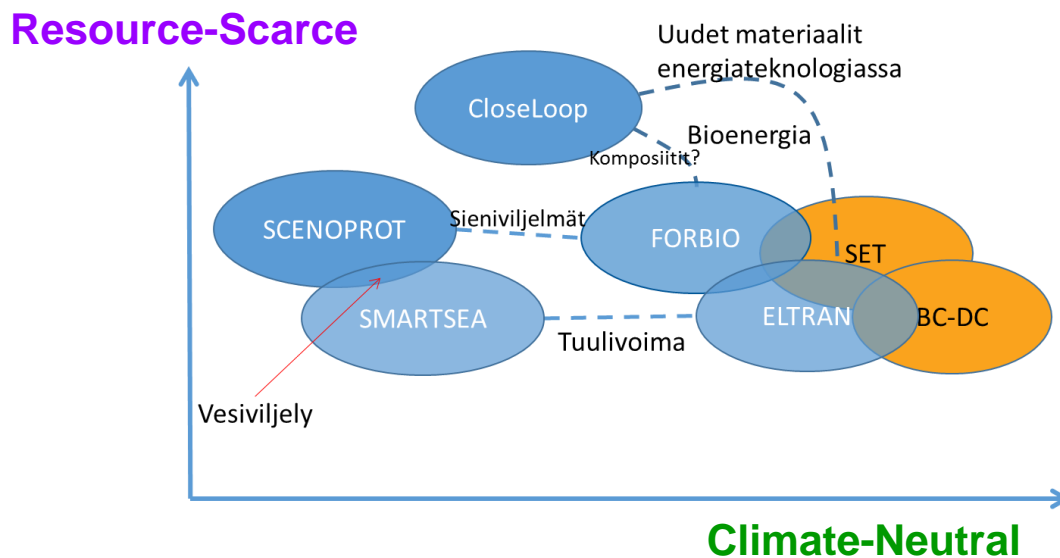 Resource-Scarce
Uudet materiaalit
energiateknologiassa
CloseLoop
Bioenergia
Komposiitit?
SCENOPROT
Sieniviljelmät
FORBIO
SET
SMARTSEA
Tuulivoima
ELTRAN
BC-DC
Vesiviljely
Climate-Neutral